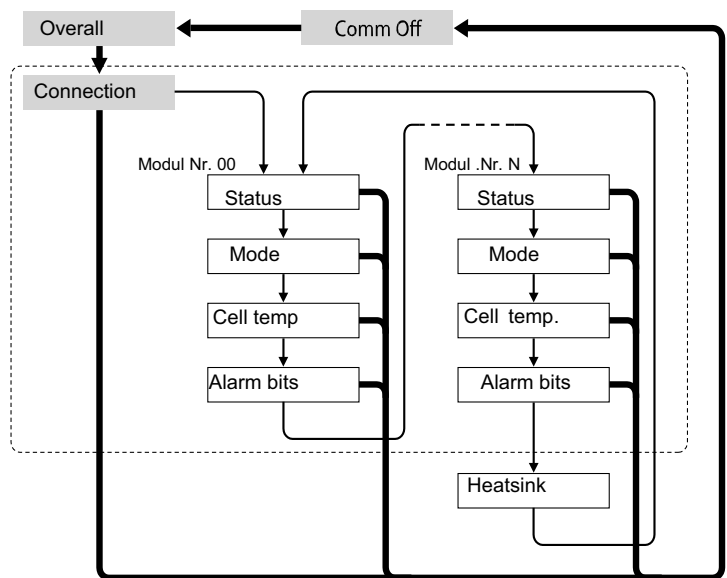 Overall
Comm Off
Connection
Modul Nr. 00
Status
Mode
Cell temp
Alarm bits
Modul .Nr. N
Status
Mode
Cell temp.
Alarm bits
Heatsink